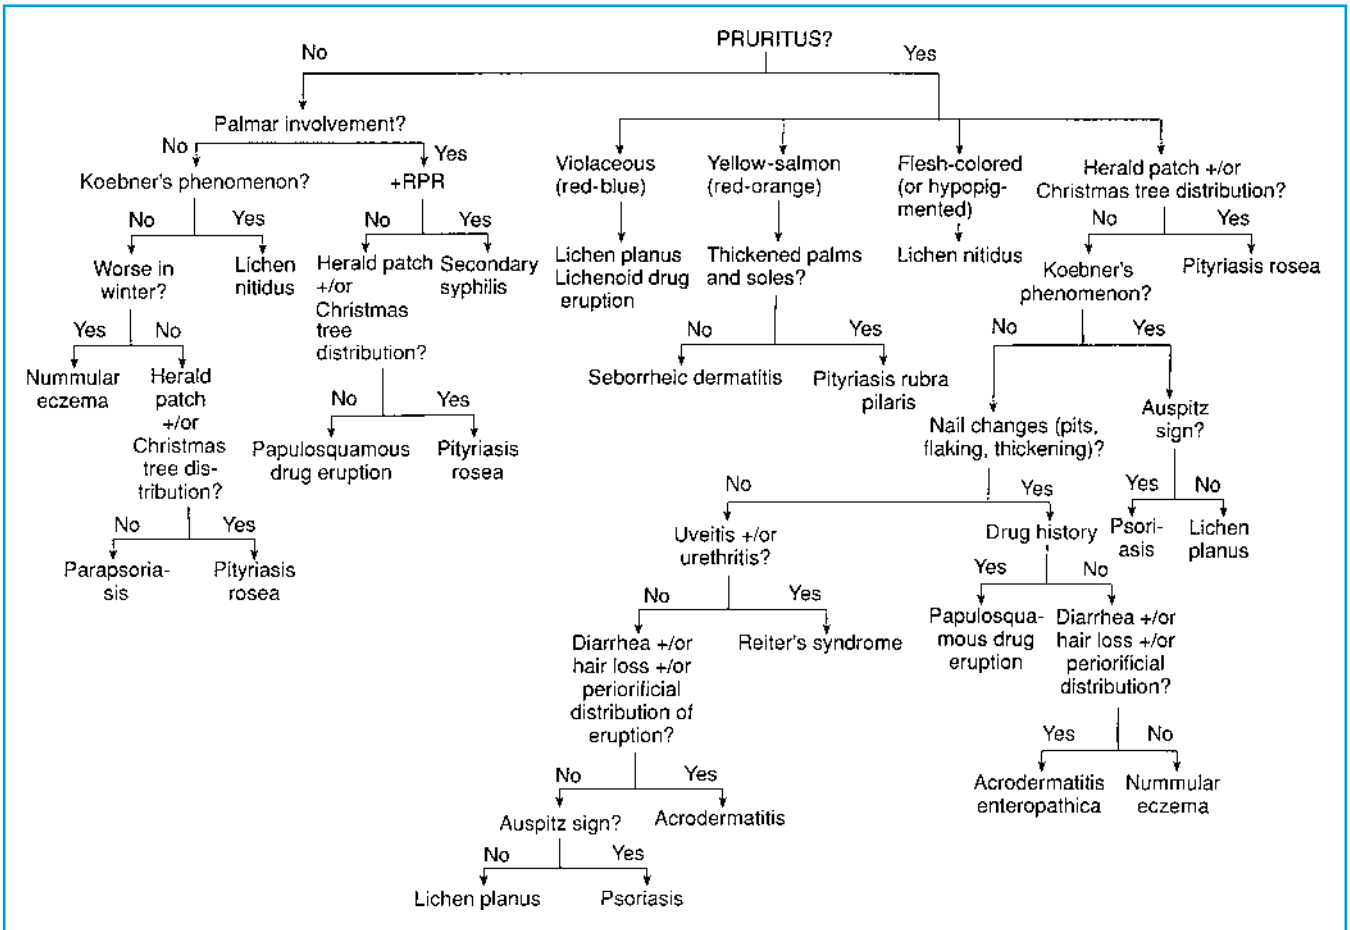 PRURITUS?
No
Yes
Palmar involvement?
No
Yes
Koebner's phenomenon?
+RPR
No
Yes
No
Yes
Worse in
winter?
Lichen
nitidus
Herald patch
+/or
Christmas
tree
distribution?
Secondary
syphilis
Yes
No
Nummular
eczema
Herald
patch
+/or
Christmas
tree dis-
tribution?
No
Yes
Papulosquamous
drug eruption
Pityriasis
rosea
No
Yes
Parapsoria-
sis
Pityriasis
rosea
Violaceous
(red-blue)
Yellow-salmon
(red-orange)
Flesh-colored
(or hypopig-
mented)
Herald patch +/or
Christmas tree distribution?
Lichen planus
Lichenoid drug
eruption
Thickened palms
and soles?
Lichen nitidus
No
Yes
Koebner's
phenomenon?
Pityriasis rosea
No
Yes
Seborrheic dermatitis
Pityriasis rubra
pilaris
No
Yes
Nail changes (pits,
flaking, thickening)?
Auspitz
sign?
No
Yes
Yes
No
Psori-
asis
Lichen
planus
Uveitis +/or
urethritis?
Drug history
No
Yes
Yes
No
Diarrhea +/or
hair loss +/or
periorificial
distribution of
eruption?
Reiter's syndrome
Papulosqua-
mous drug
eruption
Diarrhea +/or
hair loss +/or
periorificial
distribution?
No
Yes
Yes
No
Auspitz sign?
Acrodermatitis
Acrodermatitis
enteropathica
Nummular
eczema
No
Yes
Lichen planus
Psoriasis